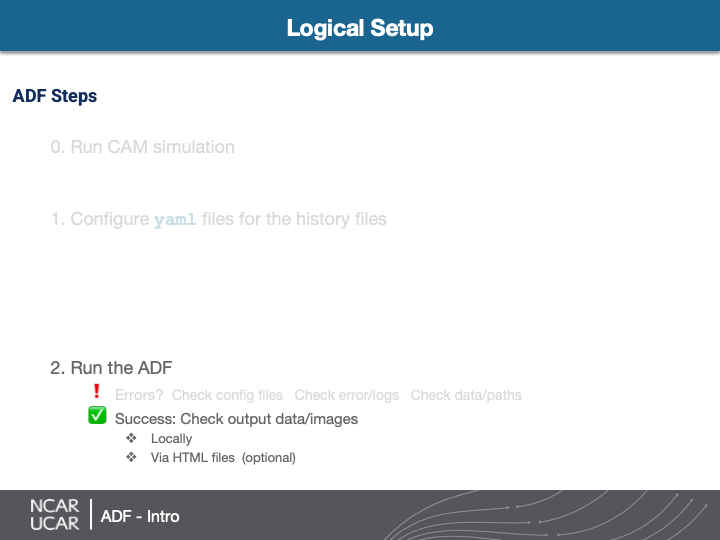 Logical Setup
ADF Steps
0. Run CAM simulation
1. Configure yaml files for the history files
2. Run the ADF
Errors? Check config files Check error/logs Check data/paths
Success: Check output data/images
❖ Locally
❖ Via HTML files (optional)
NCAR
UCAR
ADF - Intro